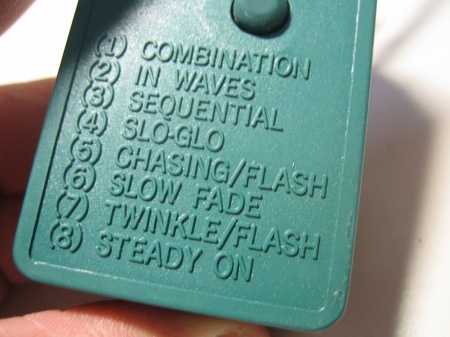 (1) COMBINATION
(2) IN WAVES
(3) SEQUENTIAL
(4) SLO-GLO
(5) CHASING/FLASH
(6) SLOW FADE
(7) TWINKLE/FLASH
(8) STEADY ON